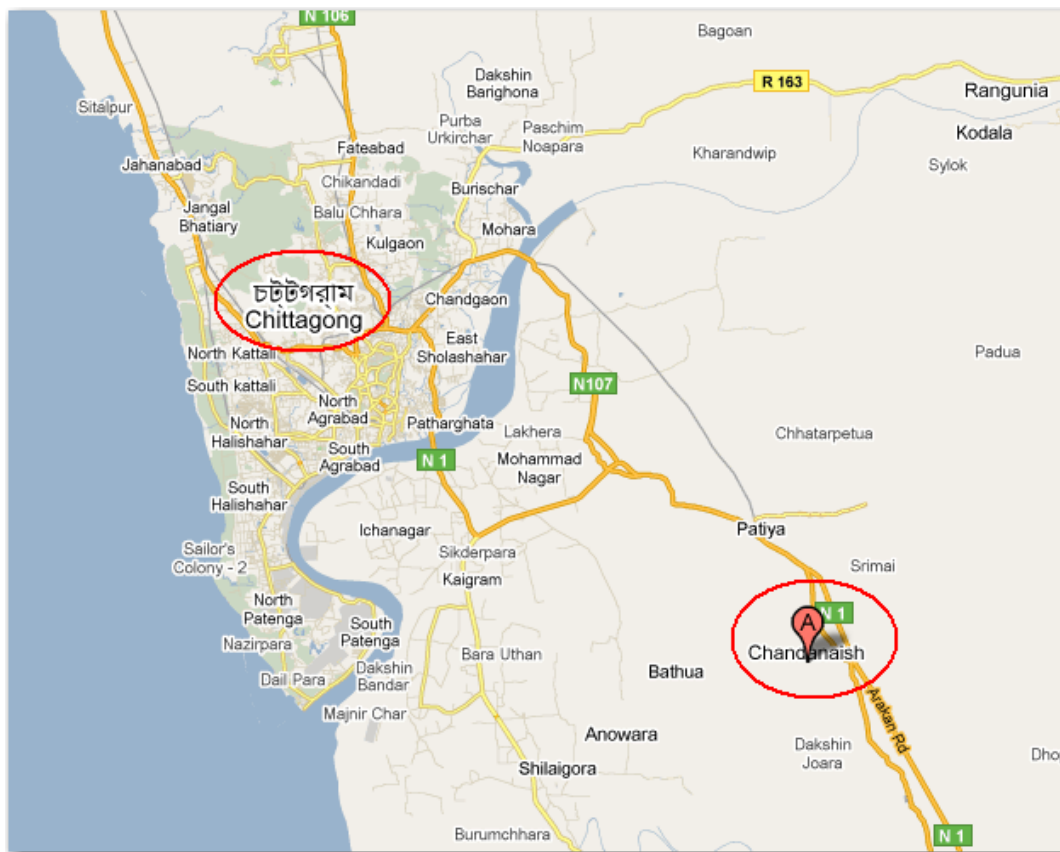 N 106
Bagoan
Dakshin
Barighona
R 163
Rangunia
Sitalpur
Purba
Urkirchar
Paschim
Noapara
Kodala
Fateabad
Kharandwip
Sylok
Jahanabad
Chikandadi
Burischar
Jangal
Bhatiary
Balu Chhara
Mohara
Kulgaon
চট্টগর্াম
Chittagong
Chandgaon
East
Sholashahar
North Kattali
Padua
South kattali
N107
North
Agrabad
North
Halishahar
Patharghata
Lakhera
Chhatarpetua
South
Agrabad
N 1
Mohammad
Nagar
South
Halishahar
Ichanagar
Patiya
Sailor's
Colony - 2
Sikderpara
Srimai
Kaigram
North
Patenga
N 1
A
South
Patenga
Nazirpara
Bara Uthan
Chandanaish
Dail Para
Dakshin
Bandar
Bathua
Majnir Char
Arakan Rd
Anowara
Dakshin
Joara
Dho
Shilaigora
Burumchhara
N 1